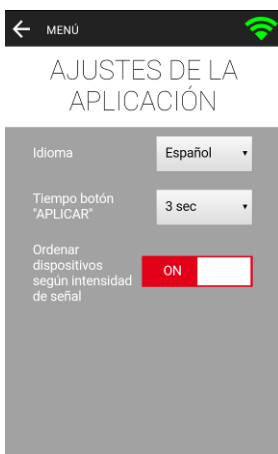 MENÚ
AJUSTES DE LA
APLICACIÓN
Idioma
Español
Tiempo botón
"APLICAR"
3 sec
Ordenar
dispositivos
según intensidad
de señal
ON